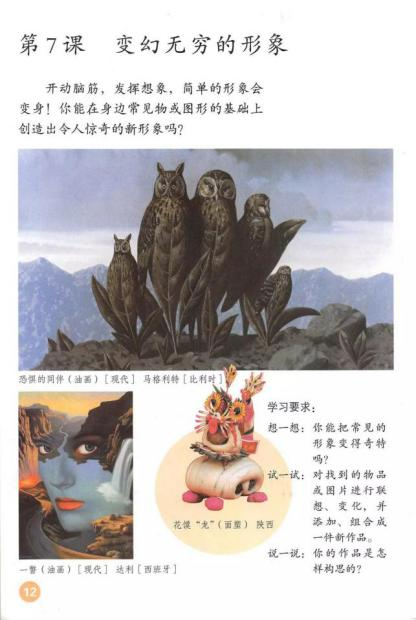 第7课 变幻无穷的形象
开动脑筋，发挥想象，简单的形象会
变身！你能在身边常见物或图形的基础上
创造出令人惊奇的新形象吗？
恐惧的同伴（油画）[现代] 马格利特[比利时]
学习要求：
想一想：你能把常见的
形象变得奇特
吗？
试一试：对找到的物品
或图片进行联
想、变化，并
添加、组合成
一件新作品。
说一说：你的作品是怎
样构思的？
花馍“龙”（面塑） 陕西
一瞥（油画）[现代] 达利[西班牙]
12